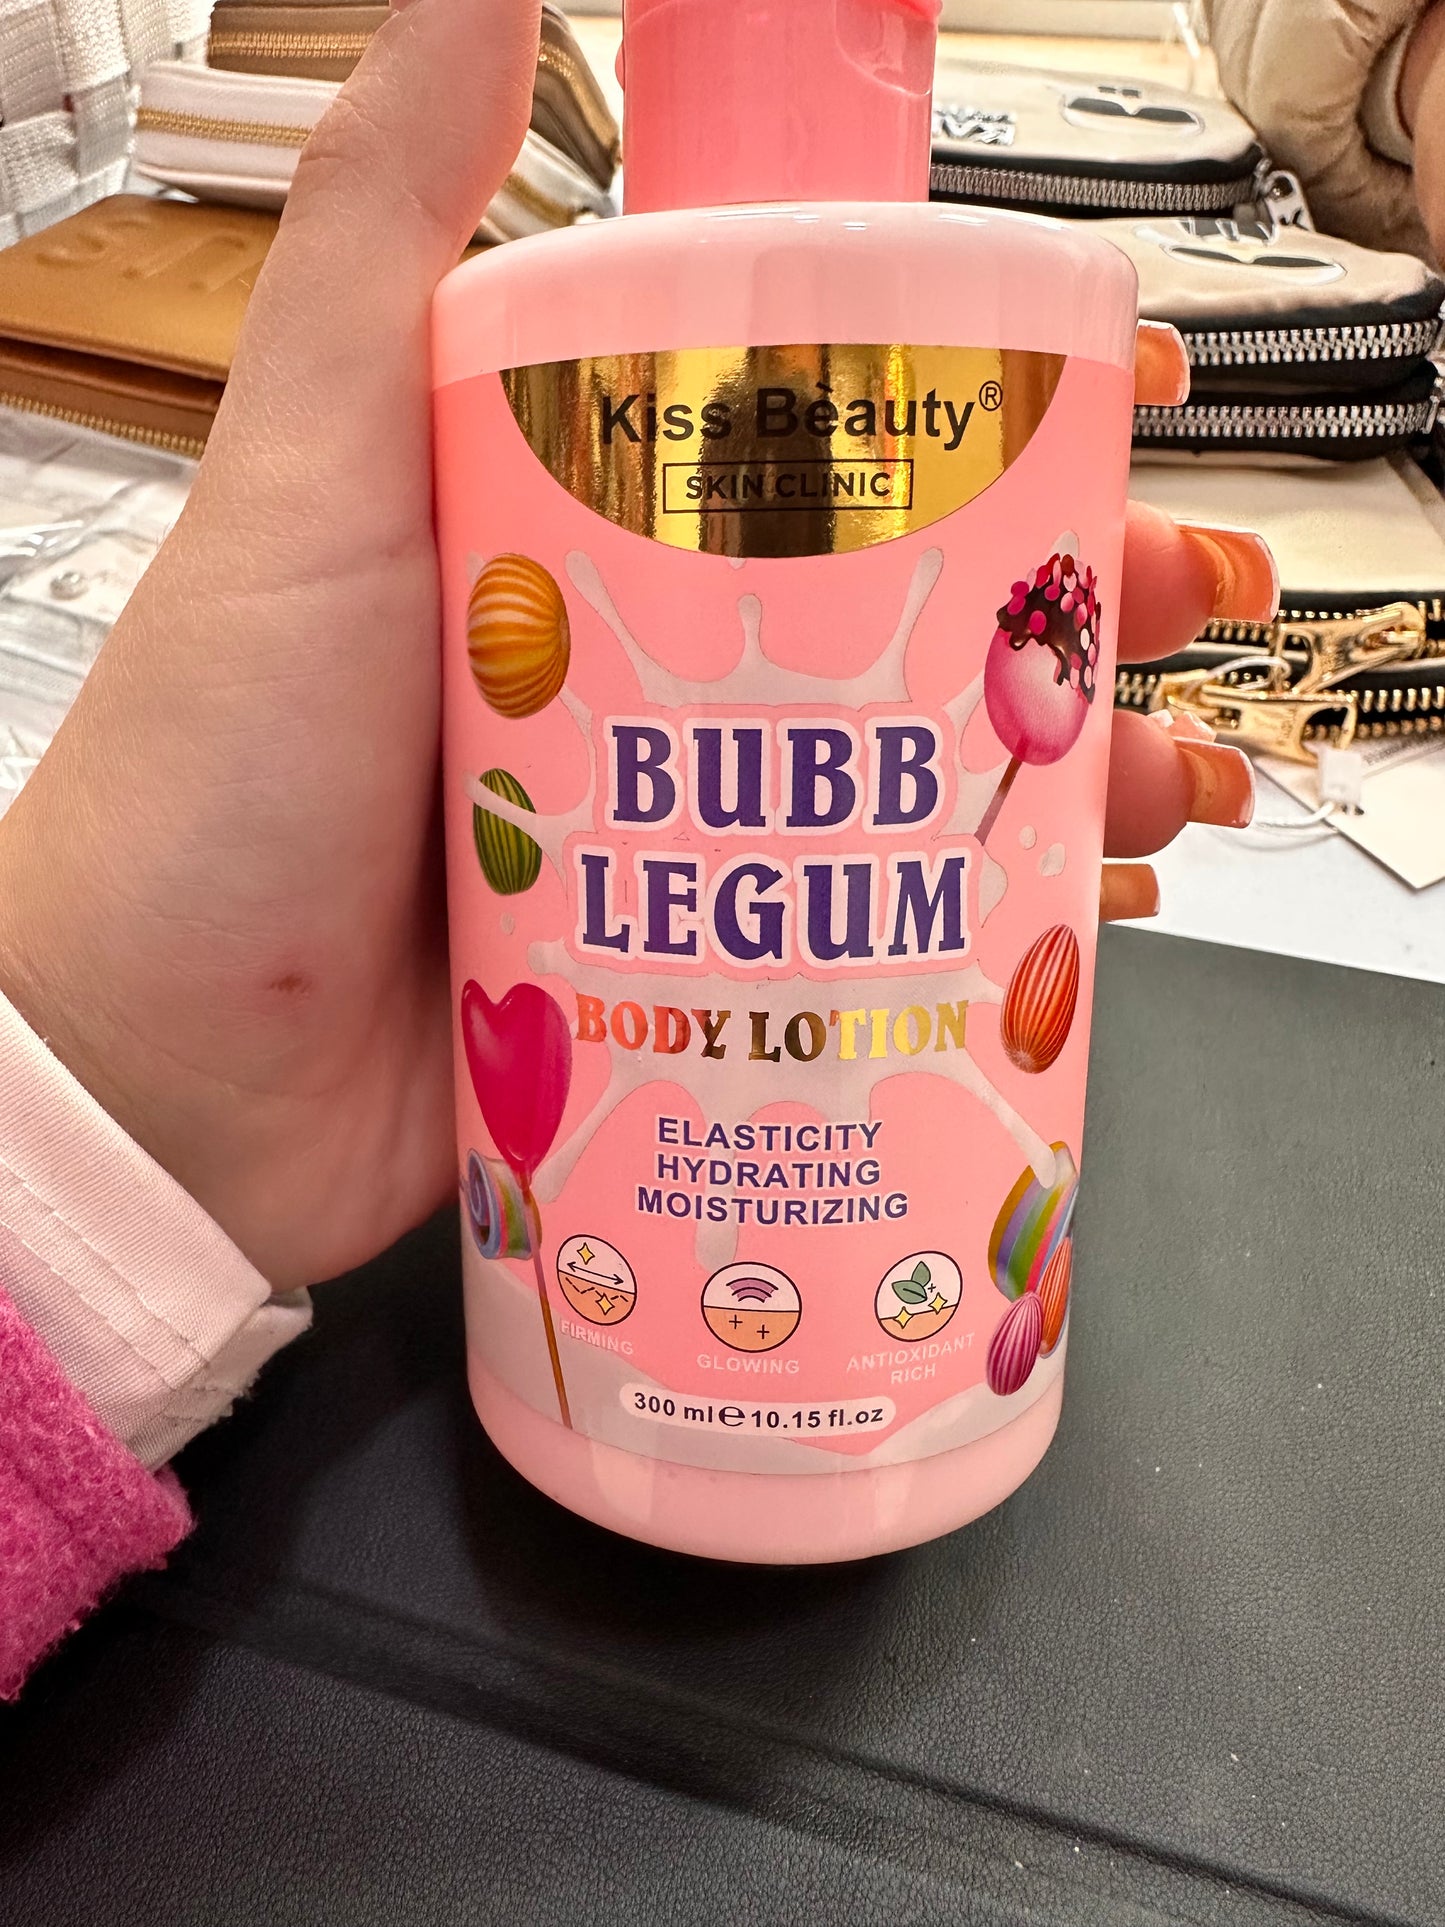 Kiss Bèauty®
SKIN CLINIC
BUBB
LEGUM
BODY LOTION
ELASTICITY
HYDRATING
MOISTURIZING
FIRMING
GLOWING
ANTIOXIDANT
RICH
300 ml ℮ 10.15 fl.oz